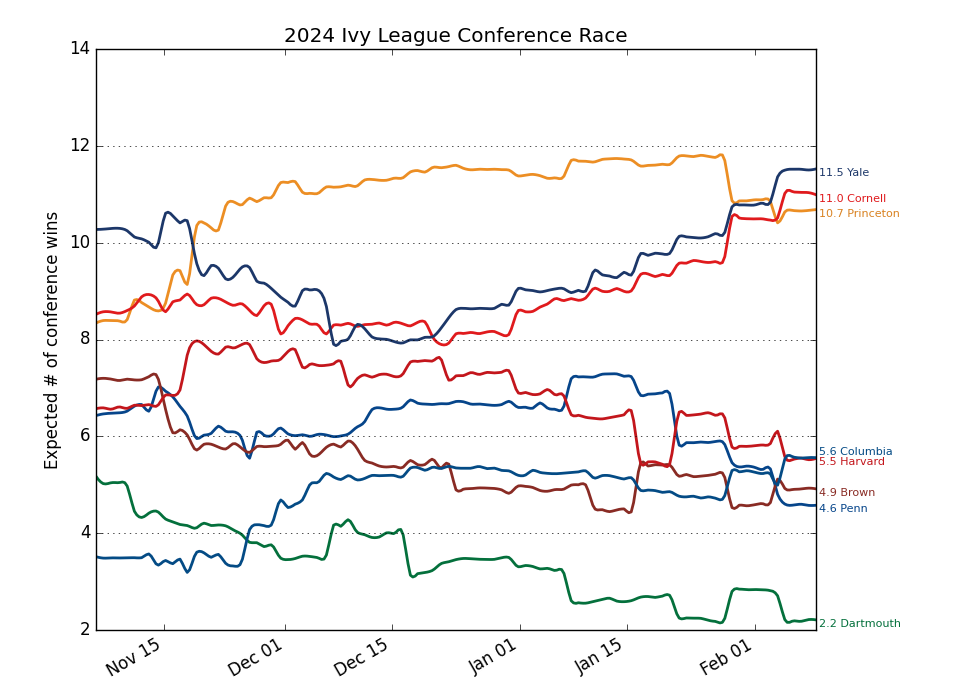 2024 Ivy League Conference Race
Expected # of conference wins
14
12
10
8
6
4
2
11.5 Yale
11.0 Cornell
10.7 Princeton
5.6 Columbia
5.5 Harvard
4.9 Brown
4.6 Penn
2.2 Dartmouth
Nov 15
Dec 01
Dec 15
Jan 01
Jan 15
Feb 01